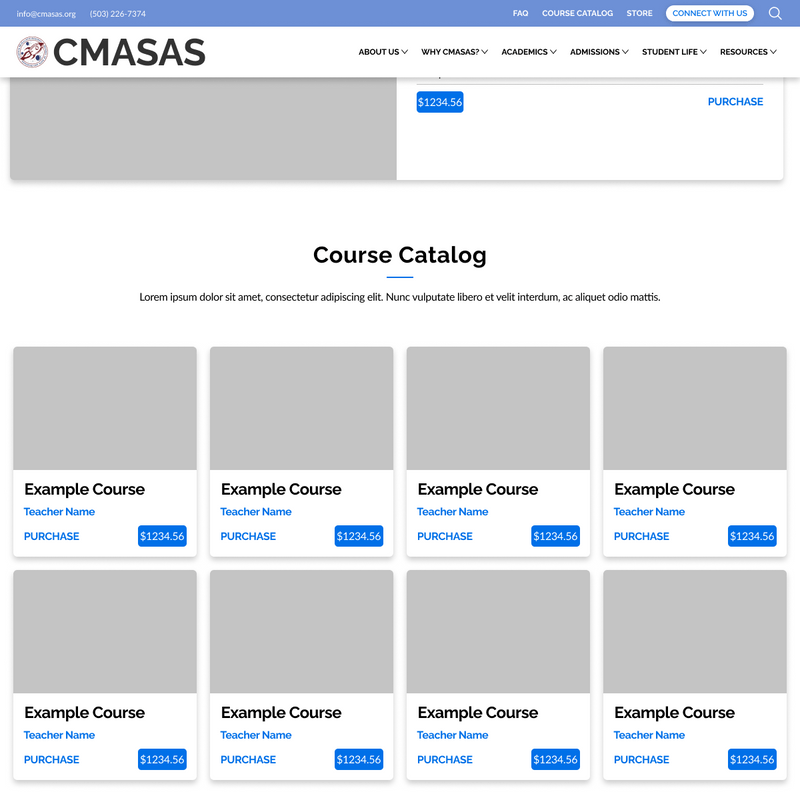 info@cmasas.org (503) 226-7374 FAQ COURSE CATALOG STORE CONNECT WITH US
CMASAS ABOUT US WHY CMASAS? ACADEMICS ADMISSIONS STUDENT LIFE RESOURCES
$1234.56 PURCHASE
Course Catalog
Lorem ipsum dolor sit amet, consectetur adipiscing elit. Nunc vulputate libero et velit interdum, ac aliquet odio mattis.
Example Course Example Course Example Course Example Course
Teacher Name Teacher Name Teacher Name Teacher Name
PURCHASE $1234.56 PURCHASE $1234.56 PURCHASE $1234.56 PURCHASE $1234.56
Example Course Example Course Example Course Example Course
Teacher Name Teacher Name Teacher Name Teacher Name
PURCHASE $1234.56 PURCHASE $1234.56 PURCHASE $1234.56 PURCHASE $1234.56